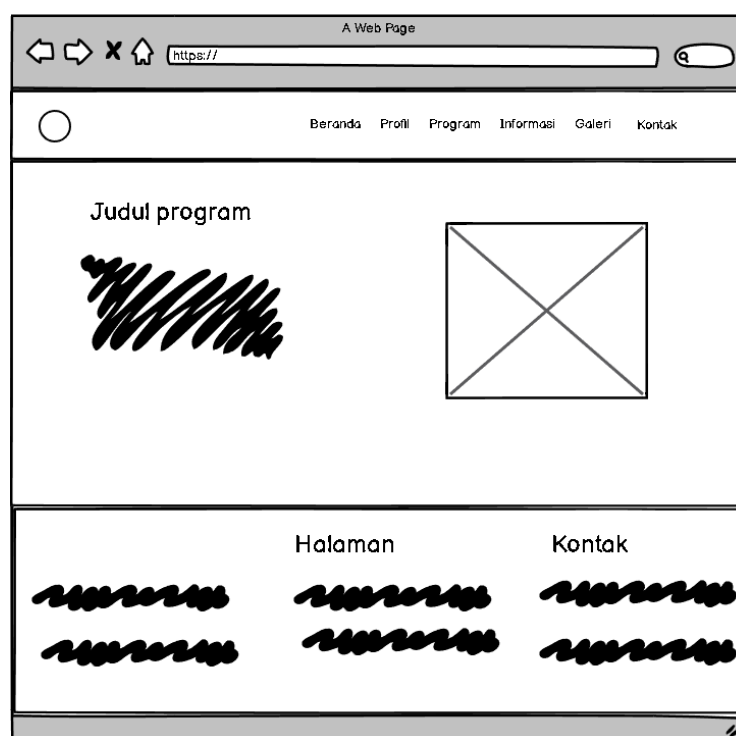 A Web Page
https://
Beranda Profil Program Informasi Galeri Kontak
Judul program
Halaman Kontak